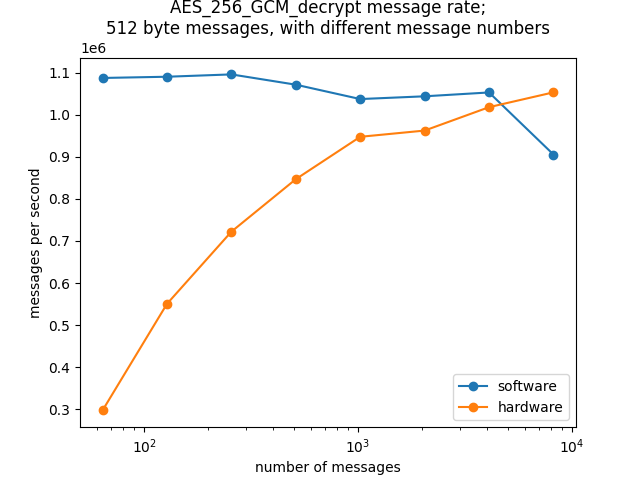 AES_256_GCM_decrypt message rate;
512 byte messages, with different message numbers
1e6
1.1
1.0
0.9
0.8
0.7
0.6
0.5
0.4
0.3
messages per second
software
hardware
10²
10³
10⁴
number of messages